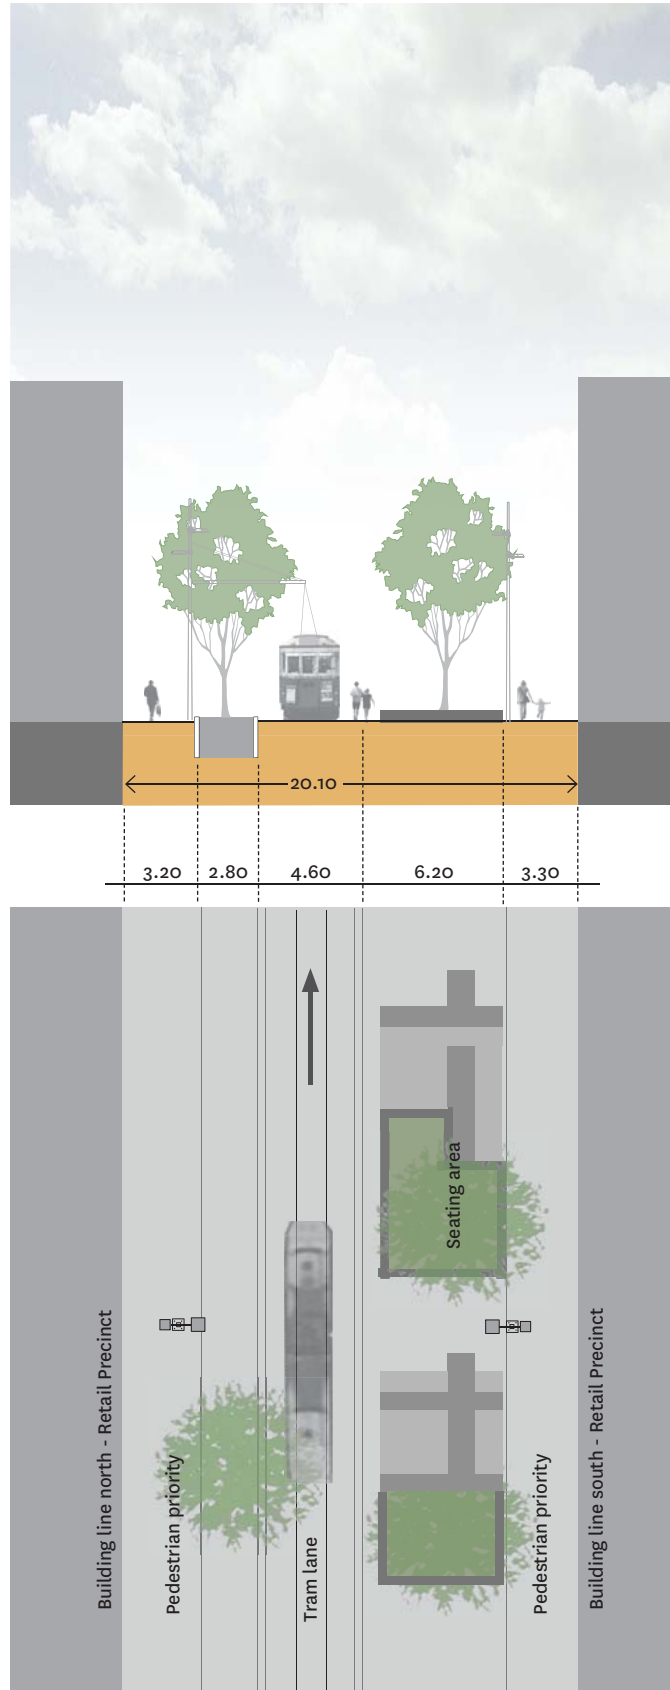 20.10
3.20 2.80 4.60 6.20 3.30
Seating area
Building line north - Retail Precinct
Pedestrian priority
Tram lane
Pedestrian priority
Building line south - Retail Precinct